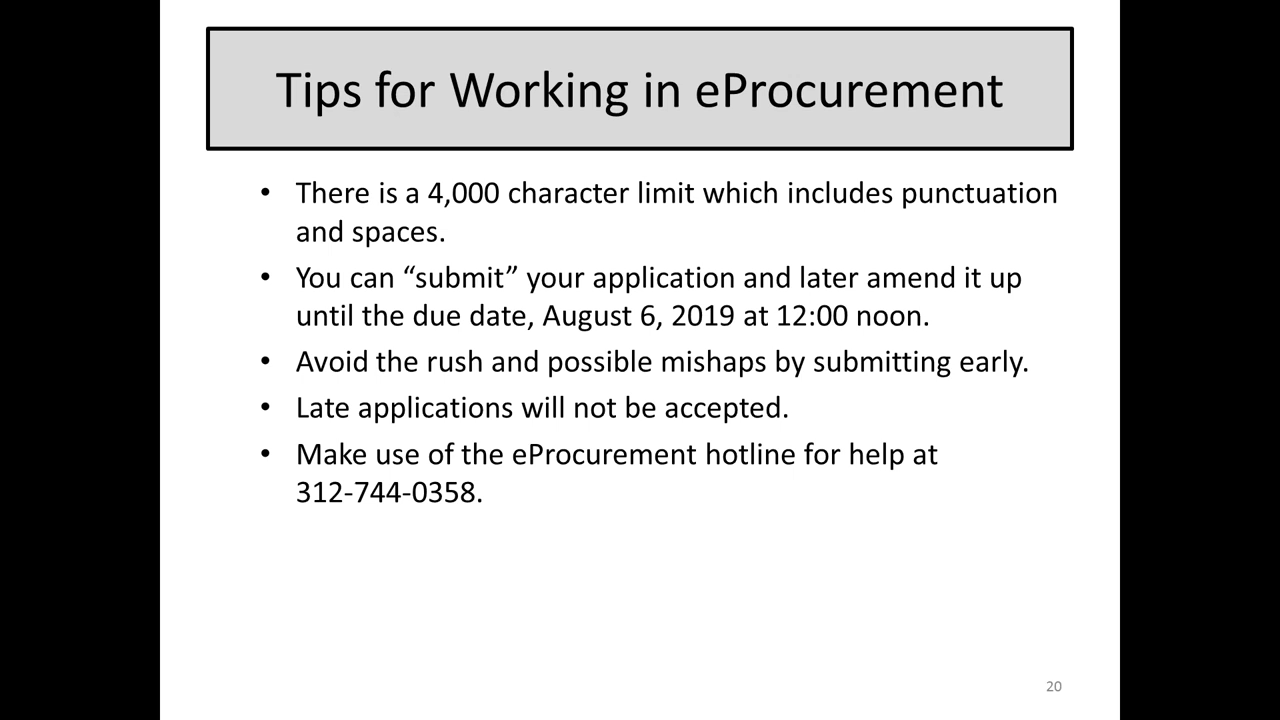 Tips for Working in eProcurement
• There is a 4,000 character limit which includes punctuation
and spaces.
• You can “submit” your application and later amend it up
until the due date, August 6, 2019 at 12:00 noon.
• Avoid the rush and possible mishaps by submitting early.
• Late applications will not be accepted.
• Make use of the eProcurement hotline for help at
312-744-0358.
20